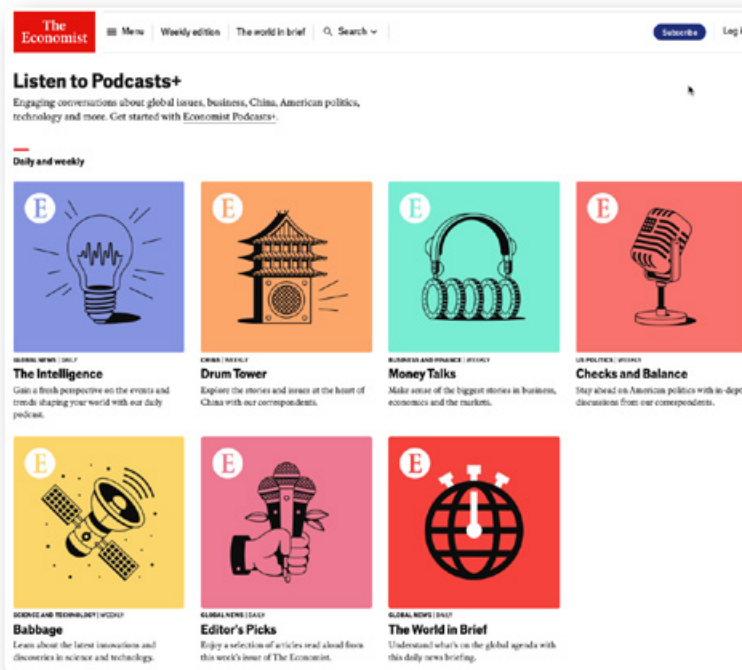 The
Economist
Menu
Weekly edition
The world in brief
Search
Subscribe
Log i
Listen to Podcasts+
Engaging conversations about global issues, business, China, American politics,
technology and more. Get started with Economist Podcasts+.
Daily and weekly
E
E
E
E
GLOBAL NEWS | DAILY
The Intelligence
Gain a fresh perspective on the events and
trends shaping your world with our daily
podcast.
CHINA | WEEKLY
Drum Tower
Explore the stories and issues at the heart of
China with our correspondents.
BUSINESS AND FINANCE | WEEKLY
Money Talks
Make sense of the biggest stories in business,
economics and the markets.
US POLITICS | WEEKLY
Checks and Balance
Stay ahead on American politics with in-dept
discussions from our correspondents.
E
E
E
SCIENCE AND TECHNOLOGY | WEEKLY
Babbage
Learn about the latest innovations and
discoveries in science and technology.
GLOBAL NEWS | DAILY
Editor's Picks
Enjoy a selection of articles read aloud from
this week's issue of The Economist.
GLOBAL NEWS | DAILY
The World in Brief
Understand what's on the global agenda with
this daily news briefing.